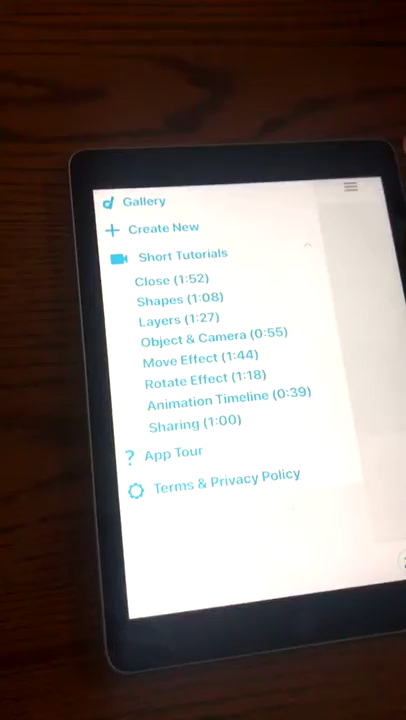 Gallery
Create New
Short Tutorials
Close (1:52)
Shapes (1:08)
Layers (1:27)
Object & Camera (0:55)
Move Effect (1:44)
Rotate Effect (1:18)
Animation Timeline (0:39)
Sharing (1:00)
? App Tour
Terms & Privacy Policy